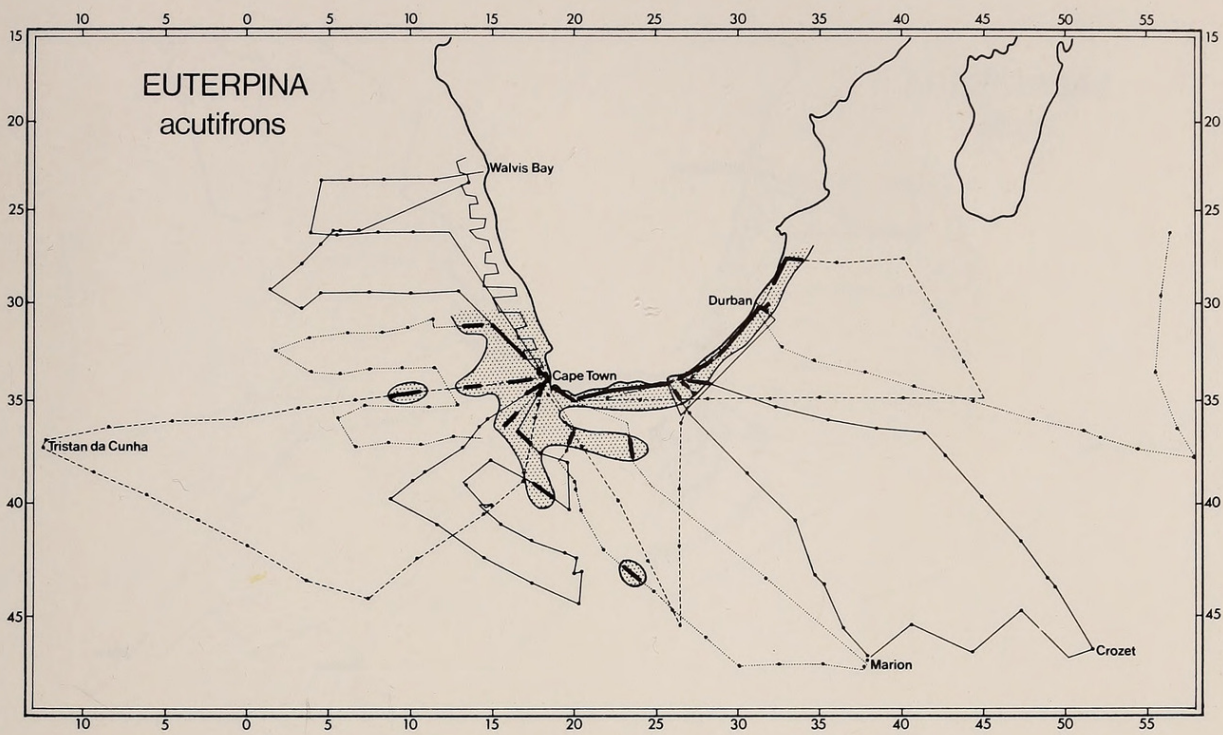 10 5 0 5 10 15 20 25 30 35 40 45 50 55
15 15
EUTERPINA
acutifrons
20 20
Walvis Bay
25 25
30 Durban 30
Cape Town
35 35
Tristan da Cunha
40 40
45 45
Crozet
Marion
10 5 0 5 10 15 20 25 30 35 40 45 50 55